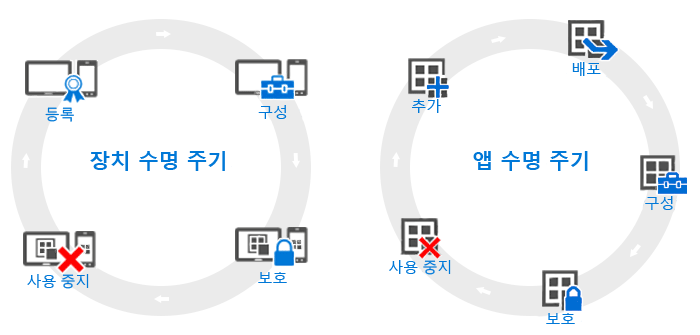 등록
구성
장치 수명 주기
사용 중지
보호
배포
추가
앱 수명 주기
구성
사용 중지
보호